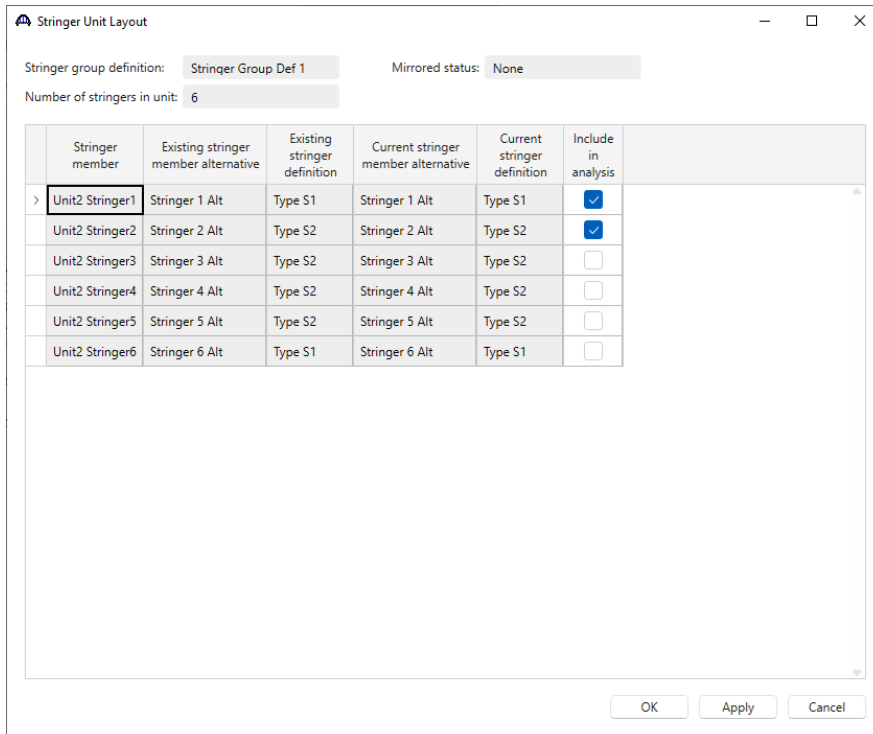 Stringer Unit Layout
Stringer group definition: Stringer Group Def 1 Mirrored status: None
Number of stringers in unit: 6
Stringer member Existing stringer member alternative Existing stringer definition Current stringer member alternative Current stringer definition Include in analysis
Unit2 Stringer1 Stringer 1 Alt Type S1 Stringer 1 Alt Type S1
Unit2 Stringer2 Stringer 2 Alt Type S2 Stringer 2 Alt Type S2
Unit2 Stringer3 Stringer 3 Alt Type S2 Stringer 3 Alt Type S2
Unit2 Stringer4 Stringer 4 Alt Type S2 Stringer 4 Alt Type S2
Unit2 Stringer5 Stringer 5 Alt Type S2 Stringer 5 Alt Type S2
Unit2 Stringer6 Stringer 6 Alt Type S1 Stringer 6 Alt Type S1
OK Apply Cancel